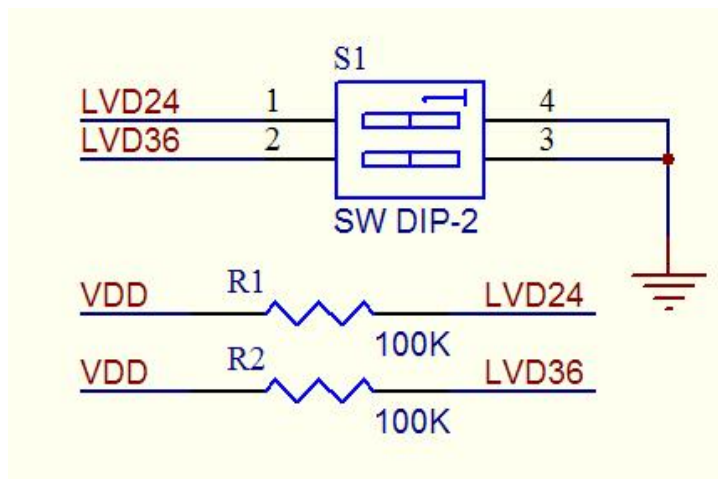 S1
LVD24 1 4
LVD36 2 3
SW DIP-2
VDD R1 LVD24
100K
VDD R2 LVD36
100K